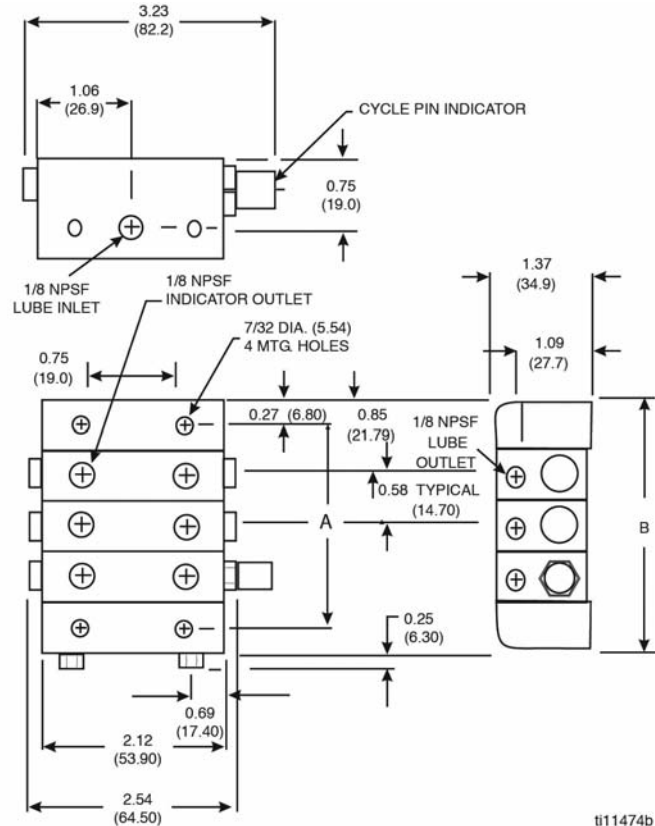 3.23
(82.2)
1.06
(26.9)
CYCLE PIN INDICATOR
0.75
(19.0)
1/8 NPSF
LUBE INLET
1/8 NPSF
INDICATOR OUTLET
7/32 DIA. (5.54)
4 MTG. HOLES
1.37
(34.9)
1.09
(27.7)
0.75
(19.0)
0.27 (6.80)
0.85
(21.79)
1/8 NPSF
LUBE
OUTLET
0.58 TYPICAL
(14.70)
A
B
0.25
(6.30)
0.69
(17.40)
2.12
(53.90)
2.54
(64.50)
ti11474b